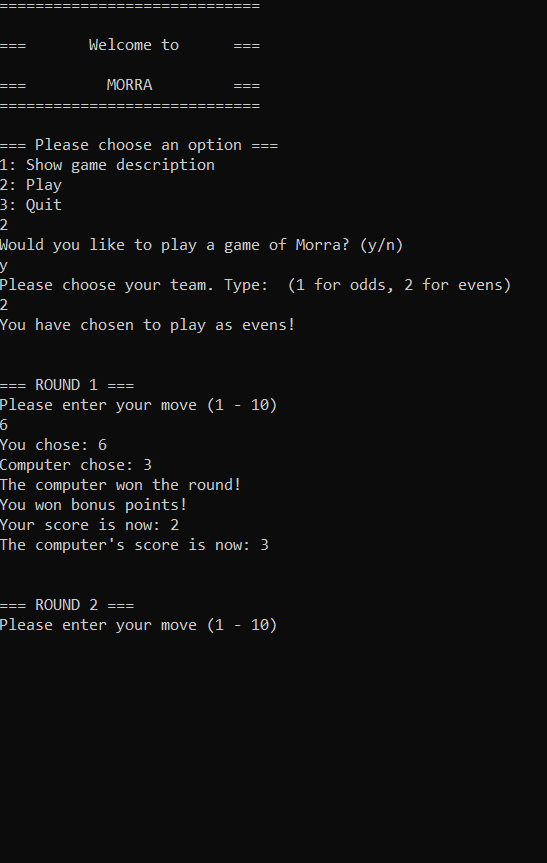 =============================
===       Welcome to      ===
===         MORRA         ===
=============================
=== Please choose an option ===
1: Show game description
2: Play
3: Quit
2
Would you like to play a game of Morra? (y/n)
y
Please choose your team. Type:  (1 for odds, 2 for evens)
2
You have chosen to play as evens!
=== ROUND 1 ===
Please enter your move (1 - 10)
6
You chose: 6
Computer chose: 3
The computer won the round!
You won bonus points!
Your score is now: 2
The computer's score is now: 3
=== ROUND 2 ===
Please enter your move (1 - 10)